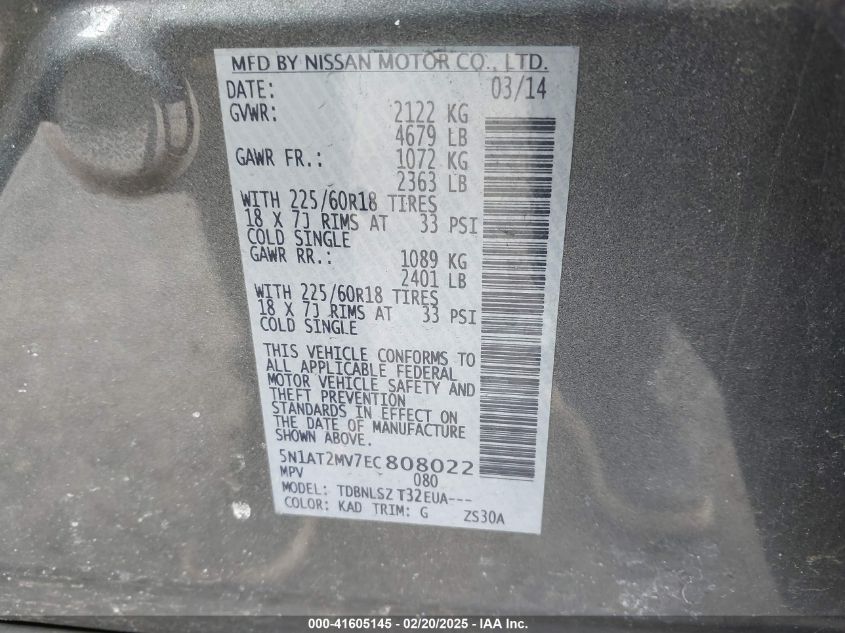 MFD BY NISSAN MOTOR CO., LTD.
DATE: 03/14
GVWR: 2122 KG
4679 LB
GAWR FR.: 1072 KG
2363 LB
WITH 225/60R18 TIRES
18 X 7J RIMS AT 33 PSI
COLD SINGLE
GAWR RR.: 1089 KG
2401 LB
WITH 225/60R18 TIRES
18 X 7J RIMS AT 33 PSI
COLD SINGLE
THIS VEHICLE CONFORMS TO
ALL APPLICABLE FEDERAL
MOTOR VEHICLE SAFETY AND
THEFT PREVENTION
STANDARDS IN EFFECT ON
THE DATE OF MANUFACTURE
SHOWN ABOVE.
5N1AT2MV7EC808022
MPV 080
MODEL: TDBNLSZ T32EUA---
COLOR: KAD TRIM: G ZS30A
000-41605145 - 02/20/2025 - IAA Inc.